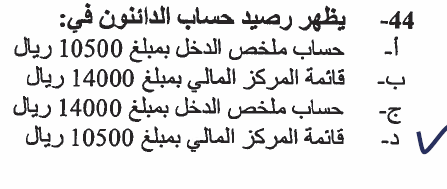 44- يظهر رصيد حساب الدائنون في:
أ- حساب ملخص الدخل بمبلغ 10500 ريال
ب- قائمة المركز المالي بمبلغ 14000 ريال
ج- حساب ملخص الدخل بمبلغ 14000 ريال
د- قائمة المركز المالي بمبلغ 10500 ريال